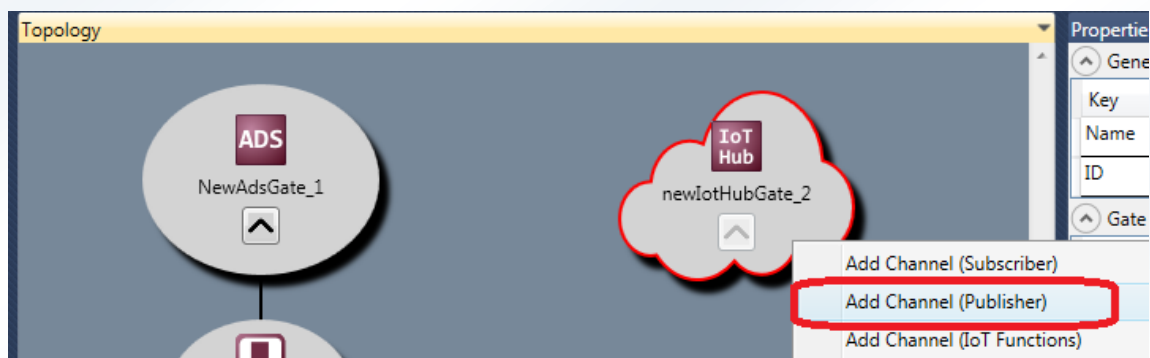 Topology
Propertie
Gene
Key
Name
ID
Gate
ADS
NewAdsGate_1
IoT
Hub
newIotHubGate_2
Add Channel (Subscriber)
Add Channel (Publisher)
Add Channel (IoT Functions)